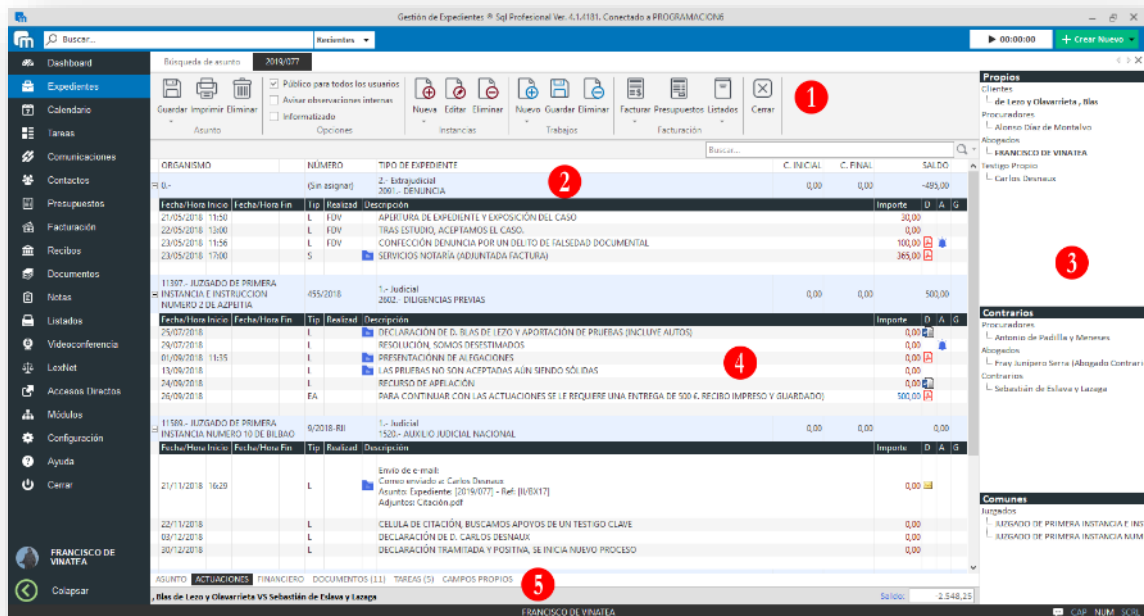 Gestión de Expedientes ® Sql Profesional Ver. 4.1.4181. Conectado a PROGRAMACION6
Buscar...
Recientes
00:00:00
+ Crear Nuevo
Dashboard
Expedientes
Calendario
Tareas
Comunicaciones
Contactos
Presupuestos
Facturación
Recibos
Documentos
Notas
Listados
Videoconferencia
LexNet
Accesos Directos
Módulos
Configuración
Ayuda
Cerrar
FRANCISCO DE VINATEA
Colapsar
Búsqueda de asunto 2019/077
Guardar Imprimir Eliminar
Asunto
Público para todos los usuarios
Avisar observaciones internas
Informatizado
Opciones
Nueva Editar Eliminar
Instancias
Nuevo Guardar Eliminar
Trabajos
Facturar Presupuestos Listados
Facturación
Cerrar
1
Buscar...
ORGANISMO NÚMERO TIPO DE EXPEDIENTE C. INICIAL C. FINAL SALDO
0.- (Sin asignar) 2.- Extrajudicial 0,00 0,00 -495,00
2091.- DENUNCIA
2
Fecha/Hora Inicio Fecha/Hora Fin Tip Realizad Descripción Importe D A G
21/05/2018 11:50 L FDV APERTURA DE EXPEDIENTE Y EXPOSICIÓN DEL CASO 30,00
22/05/2018 13:00 L FDV TRAS ESTUDIO, ACEPTAMOS EL CASO. 0,00
23/05/2018 11:56 L FDV CONFECCIÓN DENUNCIA POR UN DELITO DE FALSEDAD DOCUMENTAL 100,00
23/05/2018 17:00 S SERVICIOS NOTARÍA (ADJUNTADA FACTURA) 365,00
11397.- JUZGADO DE PRIMERA
INSTANCIA E INSTRUCCION
NUMERO 2 DE AZPEITIA
455/2018 1.- Judicial 0,00 0,00 500,00
2602.- DILIGENCIAS PREVIAS
Fecha/Hora Inicio Fecha/Hora Fin Tip Realizad Descripción Importe D A G
25/07/2018 L DECLARACIÓN DE D. BLAS DE LEZO Y APORTACIÓN DE PRUEBAS (INCLUYE AUTOS) 0,00
29/07/2018 L RESOLUCIÓN, SOMOS DESESTIMADOS 0,00
01/09/2018 11:35 L PRESENTACIÓNN DE ALEGACIONES 0,00
13/09/2018 L LAS PRUEBAS NO SON ACEPTADAS AÚN SIENDO SÓLIDAS 0,00
24/09/2018 L RECURSO DE APELACIÓN 0,00
26/09/2018 EA PARA CONTINUAR CON LAS ACTUACIONES SE LE REQUIERE UNA ENTREGA DE 500 €. RECIBO IMPRESO Y GUARDADO) 500,00
4
11589.- JUZGADO DE PRIMERA
INSTANCIA NUMERO 10 DE BILBAO
9/2018-RII 1.- Judicial 0,00 0,00 0,00
1520.- AUXILIO JUDICIAL NACIONAL
Fecha/Hora Inicio Fecha/Hora Fin Tip Realizad Descripción Importe D A G
21/11/2018 16:29 L Envío de e-mail: 0,00
Correo enviado a: Carlos Desnaux
Asunto: Expediente: [2019/077] - Ref: [II/BX17]
Adjuntos: Citación.pdf
22/11/2018 L CELULA DE CITACIÓN, BUSCAMOS APOYOS DE UN TESTIGO CLAVE 0,00
03/12/2018 L DECLARACIÓN DE D. CARLOS DESNAUX 0,00
30/12/2018 L DECLARACIÓN TRAMITADA Y POSITIVA, SE INICIA NUEVO PROCESO 0,00
ASUNTO ACTUACIONES FINANCIERO DOCUMENTOS (11) TAREAS (5) CAMPOS PROPIOS
5
, Blas de Lezo y Olavarrieta VS Sebastián de Eslava y Lazaga
Saldo: -2.548,25
Propios
Clientes
de Lezo y Olavarrieta , Blas
Procuradores
Alonso Díaz de Montalvo
Abogados
FRANCISCO DE VINATEA
Testigo Propio
Carlos Desnaux
3
Contrarios
Procuradores
Antonio de Padilla y Meneses
Abogados
Fray Junipero Serra (Abogado Contrari
Contrarios
Sebastián de Eslava y Lazaga
Comunes
Juzgados
JUZGADO DE PRIMERA INSTANCIA E INS
JUZGADO DE PRIMERA INSTANCIA NUM
FRANCISCO DE VINATEA
CAP NUM SCRL